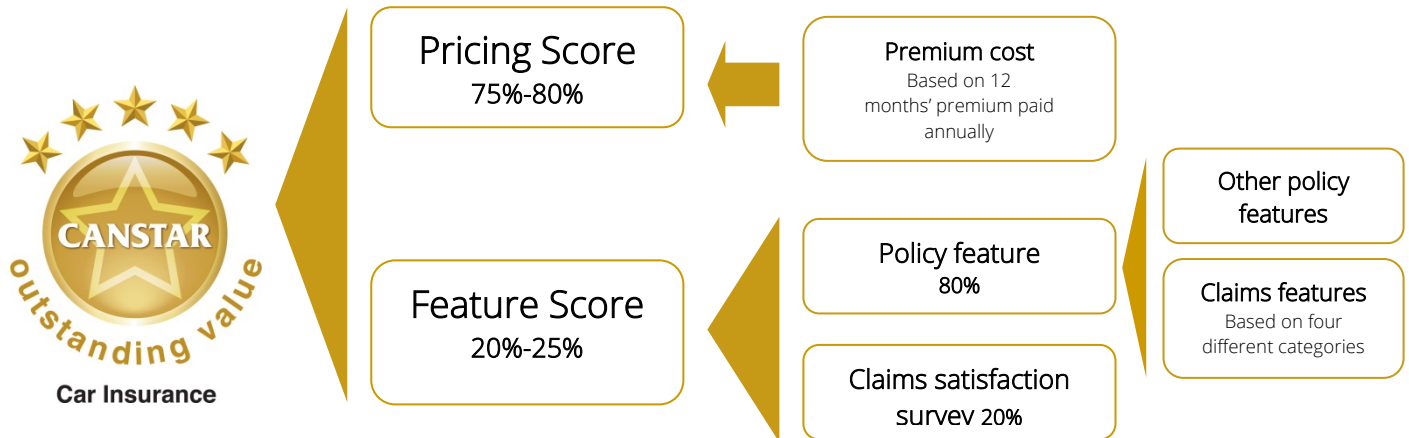 CANSTAR
outstanding value
Car Insurance
Pricing Score
75%-80%
Feature Score
20%-25%
Premium cost
Based on 12
months’ premium paid
annually
Policy feature
80%
Claims satisfaction
survey 20%
Other policy
features
Claims features
Based on four
different categories